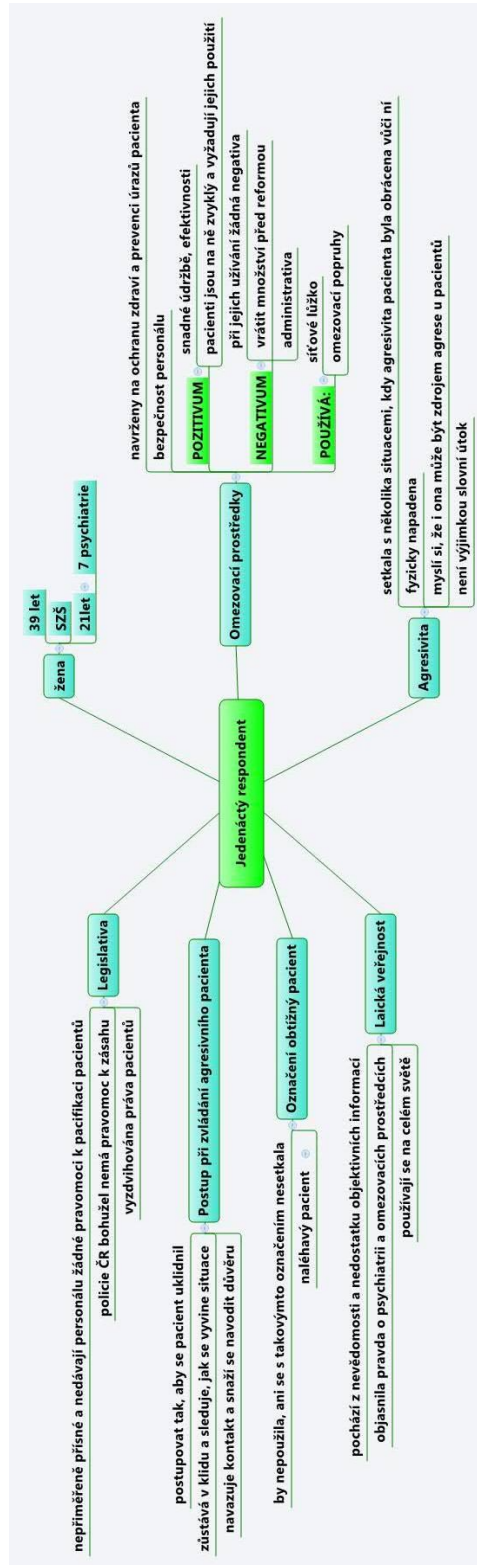 Jedenáctý respondent
žena
39 let
SZŠ
21let
7 psychiatrie
Omezovací prostředky
navrženy na ochranu zdraví a prevenci úrazů pacienta
bezpečnost personálu
POZITIVUM
snadné údržbě, efektivnosti
pacienti jsou na ně zvyklý a vyžadují jejich použití
NEGATIVUM
při jejich užívání žádná negativa
vrátit množství před reformou
administrativa
POUŽÍVÁ:
síťové lůžko
omezovací popruhy
Agresivita
setkala s několika situacemi, kdy agresivita pacienta byla obrácena vůči ní
fyzicky napadena
myslí si, že i ona může být zdrojem agrese u pacientů
není výjimkou slovní útok
Legislativa
nepřiměřeně přísné a nedávají personálu žádné pravomoci k pacifikaci pacientů
policie ČR bohužel nemá pravomoc k zásahu
vyzdvihována práva pacientů
Postup při zvládání agresivního pacienta
postupovat tak, aby se pacient uklidnil
zůstává v klidu a sleduje, jak se vyvine situace
navazuje kontakt a snaží se navodit důvěru
Označení obtížný pacient
by nepoužila, ani se s takovýmto označením nesetkala
naléhavý pacient
Laická veřejnost
pochází z nevědomosti a nedostatku objektivních informací
objasnila pravda o psychiatrii a omezovacích prostředcích
používají se na celém světě